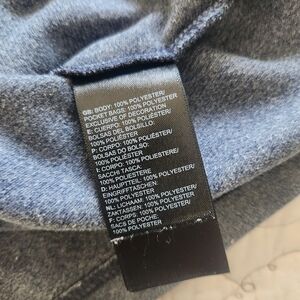 GB: BODY: 100% POLYESTER/
POCKET BAGS: 100% POLYESTER/
EXCLUSIVE OF DECORATION
E: CUERPO: 100% POLIÉSTER/
BOLSAS DEL BOLSILLO:
100% POLIÉSTER
P: CORPO: 100% POLIÉSTER/
BOLSAS DO BOLSO:
100% POLIÉSTER
I: CORPO: 100% POLIESTERE/
SACCHI TASCA:
100% POLIESTERE
D: HAUPTTEIL: 100% POLYESTER/
EINGRIFFTASCHEN:
100% POLYESTER
NL: LICHAAM: 100% POLYESTER/
ZAKTASSEN: 100% POLYESTER
F: CORPS: 100% POLYESTER/
SACS DE POCHE:
100% POLYESTER